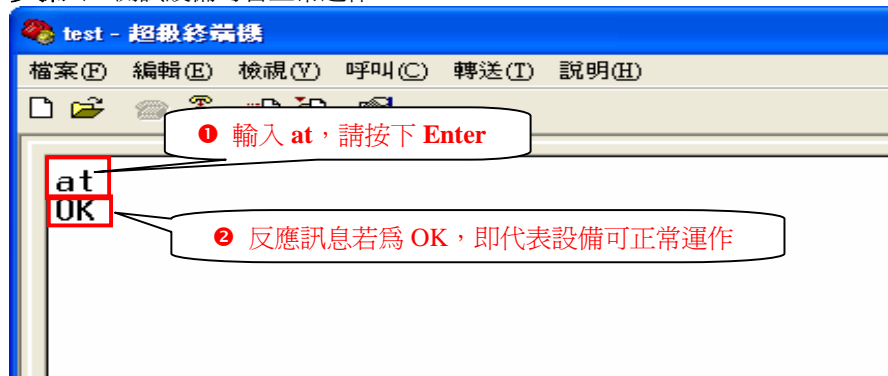 test - 超級終端機
檔案(F) 編輯(E) 檢視(V) 呼叫(C) 轉送(T) 說明(H)
❶ 輸入 at，請按下 Enter
at
OK
❷ 反應訊息若為 OK，即代表設備可正常運作